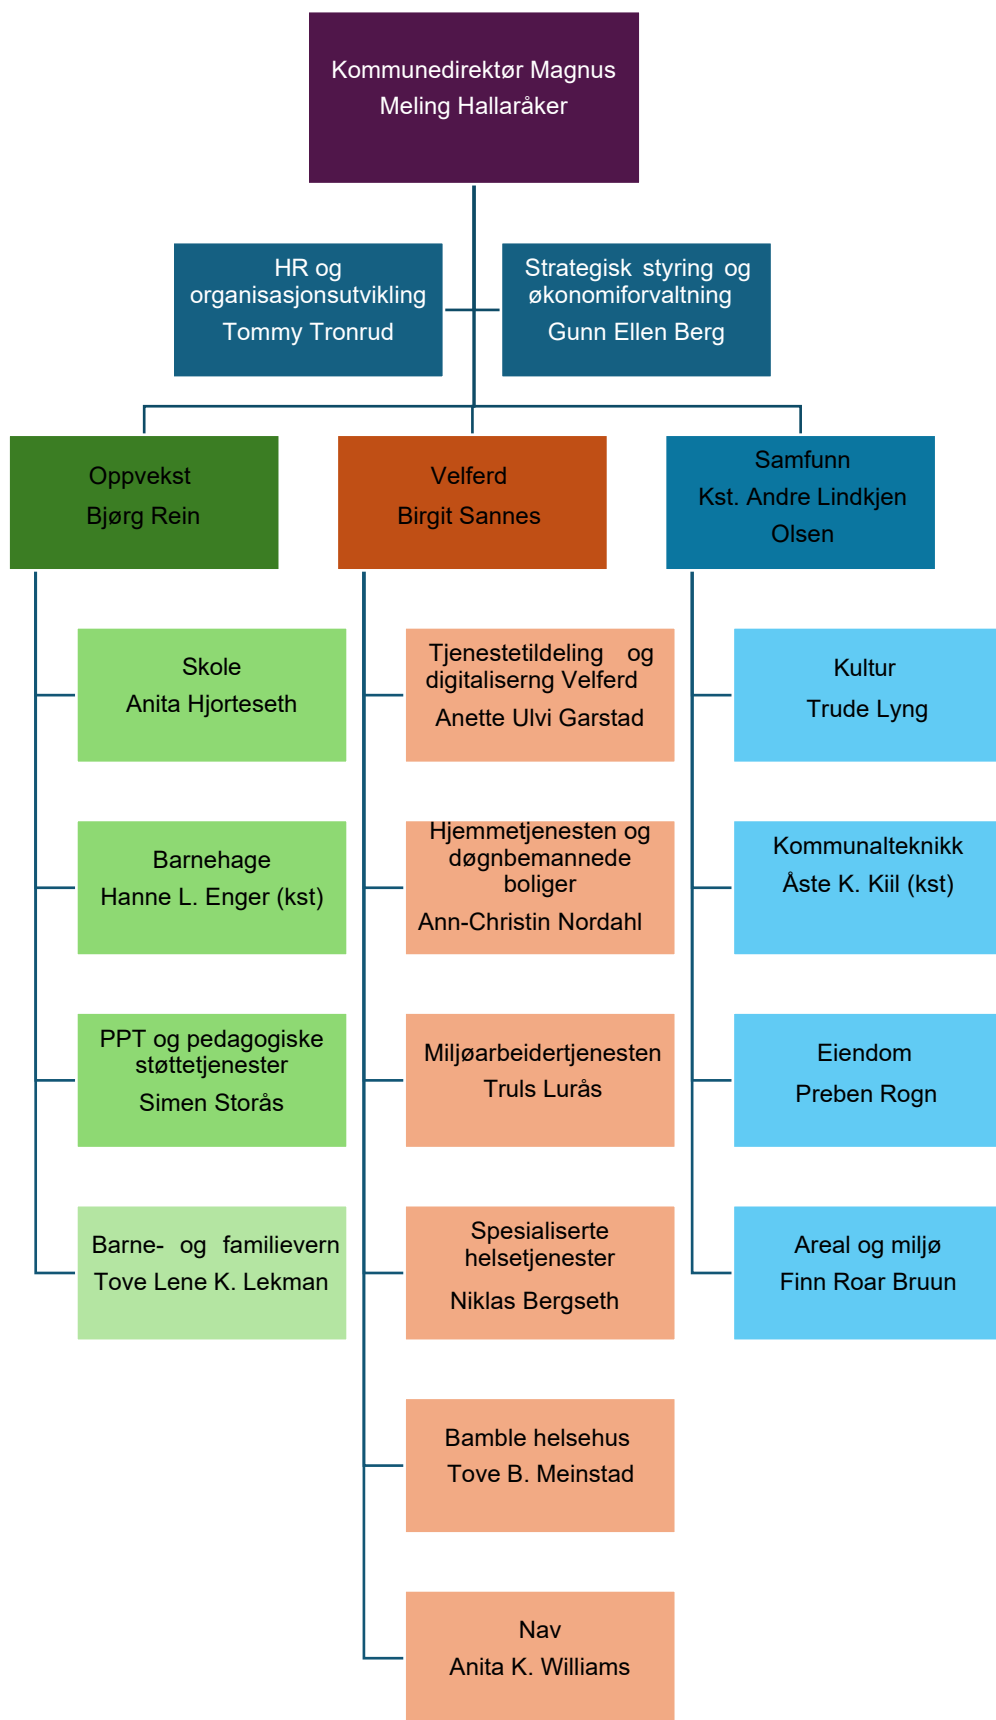 Kommunedirektør Magnus
Meling Hallaråker
HR og
organisasjonsutvikling
Tommy Tronrud
Strategisk styring og
økonomiforvaltning
Gunn Ellen Berg
Oppvekst
Bjørg Rein
Velferd
Birgit Sannes
Samfunn
Kst. Andre Lindkjen
Olsen
Skole
Anita Hjorteseth
Barnehage
Hanne L. Enger (kst)
PPT og pedagogiske
støttetjenester
Simen Storås
Barne- og familievern
Tove Lene K. Lekman
Tjenestetildeling og
digitaliserng Velferd
Anette Ulvi Garstad
Hjemmetjenesten og
døgnbemannede
boliger
Ann-Christin Nordahl
Miljøarbeidertjenesten
Truls Lurås
Spesialiserte
helsetjenester
Niklas Bergseth
Bamble helsehus
Tove B. Meinstad
Nav
Anita K. Williams
Kultur
Trude Lyng
Kommunalteknikk
Åste K. Kiil (kst)
Eiendom
Preben Rogn
Areal og miljø
Finn Roar Bruun